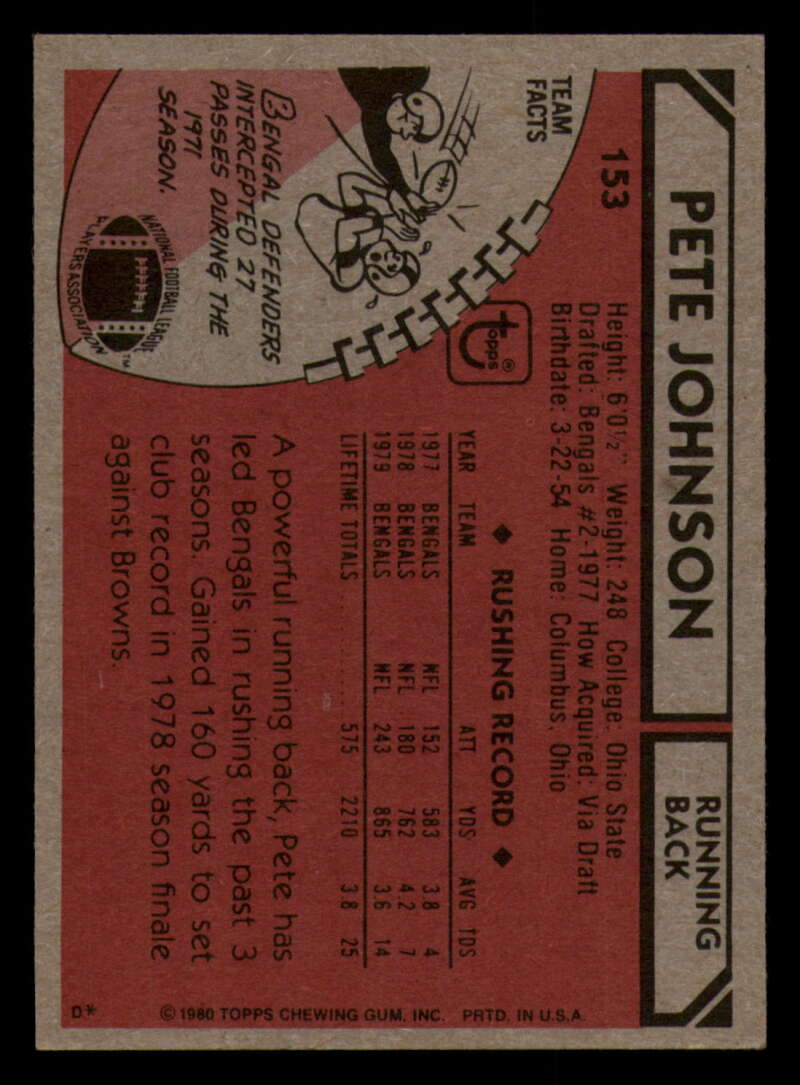 PETE JOHNSON
RUNNING
BACK
153
Height: 6'0½" Weight: 248 College: Ohio State
Drafted: Bengals #2-1977 How Acquired: Via Draft
Birthdate: 3-22-54 Home: Columbus, Ohio
TEAM
FACTS
BENGAL DEFENDERS
INTERCEPTED 27
PASSES DURING THE
1971
SEASON.
NATIONAL FOOTBALL LEAGUE
PLAYERS ASSOCIATION
TM
topps®
◆ RUSHING RECORD ◆
YEAR TEAM ATT YDS AVG TDS
1977 BENGALS NFL 152 583 3.8 4
1978 BENGALS NFL 180 762 4.2 7
1979 BENGALS NFL 243 865 3.6 14
LIFETIME TOTALS 575 2210 3.8 25
A powerful running back, Pete has
led Bengals in rushing the past 3
seasons. Gained 160 yards to set
club record in 1978 season finale
against Browns.
D* © 1980 TOPPS CHEWING GUM, INC. PRTD. IN U.S.A.